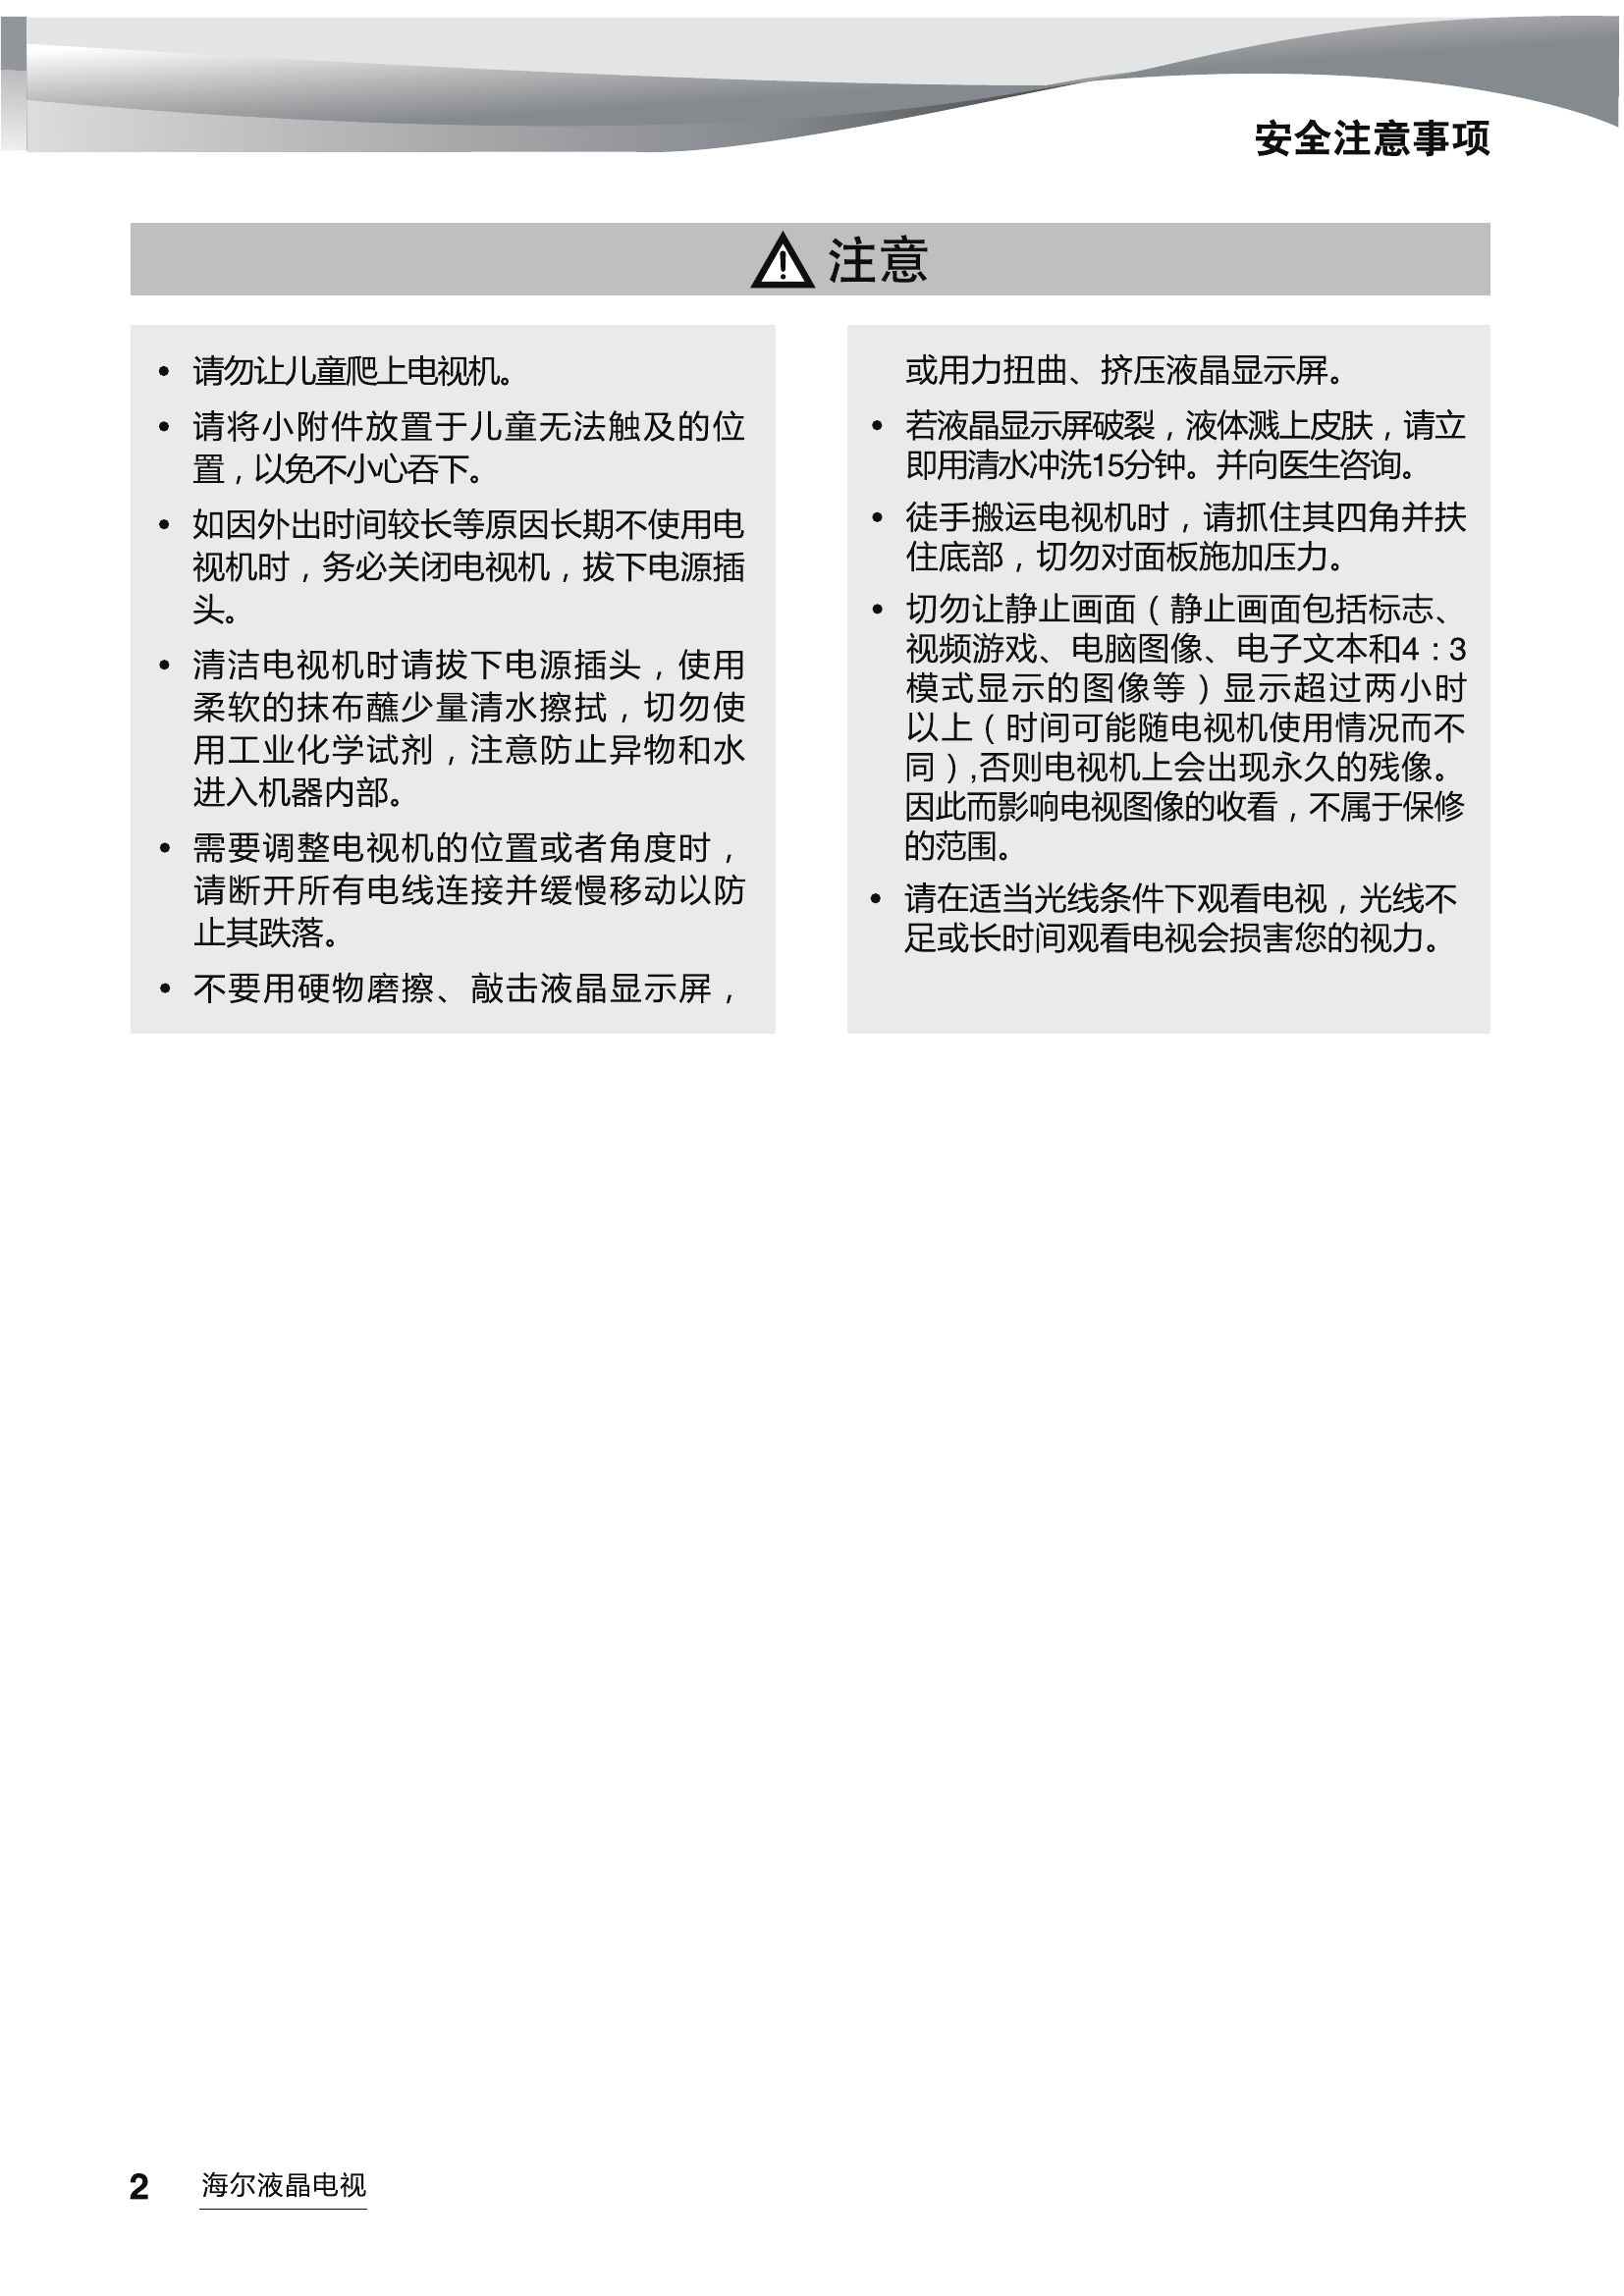 安全注意事项
注意
• 请勿让儿童爬上电视机。
• 请将小附件放置于儿童无法触及的位
置，以免不小心吞下。
• 如因外出时间较长等原因长期不使用电
视机时，务必关闭电视机，拔下电源插
头。
• 清洁电视机时请拔下电源插头，使用
柔软的抹布蘸少量清水擦拭，切勿使
用工业化学试剂，注意防止异物和水
进入机器内部。
• 需要调整电视机的位置或者角度时，
请断开所有电线连接并缓慢移动以防
止其跌落。
• 不要用硬物磨擦、敲击液晶显示屏，
或用力扭曲、挤压液晶显示屏。
• 若液晶显示屏破裂，液体溅上皮肤，请立
即用清水冲洗15分钟。并向医生咨询。
• 徒手搬运电视机时，请抓住其四角并扶
住底部，切勿对面板施加压力。
• 切勿让静止画面（静止画面包括标志、
视频游戏、电脑图像、电子文本和4：3
模式显示的图像等）显示超过两小时
以上（时间可能随电视机使用情况而不
同）,否则电视机上会出现永久的残像。
因此而影响电视图像的收看，不属于保修
的范围。
• 请在适当光线条件下观看电视，光线不
足或长时间观看电视会损害您的视力。
2 海尔液晶电视